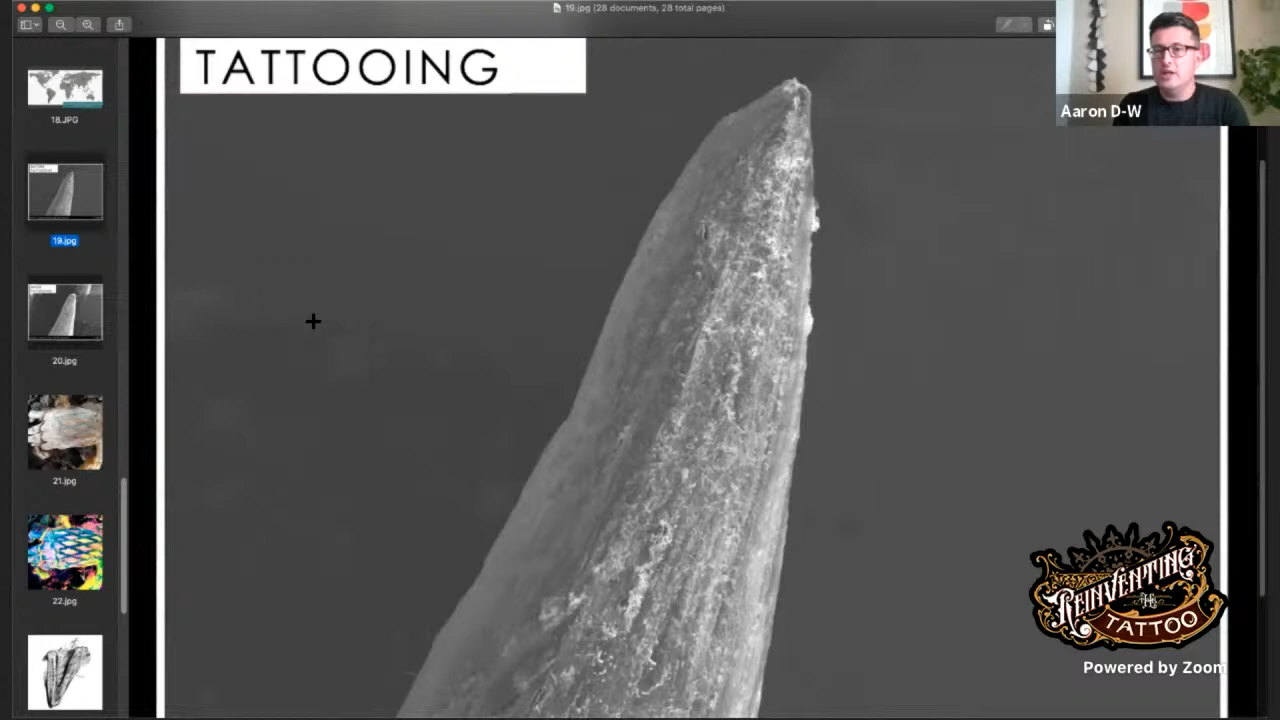 19.jpg (28 documents, 28 total pages)
TATTOOING
Aaron D-W
18.JPG
19.jpg
20.jpg
21.jpg
22.jpg
REINVENTING
THE
TATTOO
Powered by Zoom